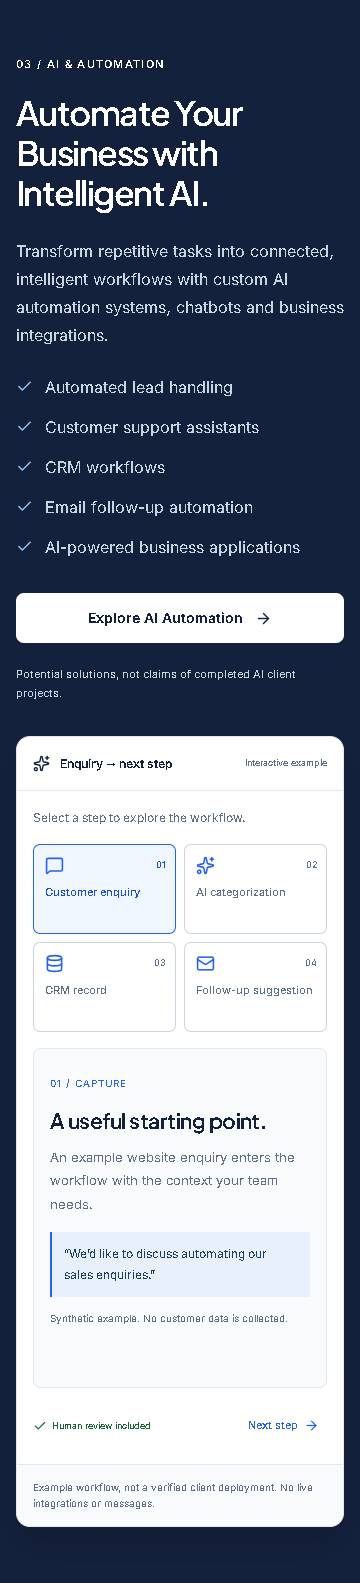 03 / AI & AUTOMATION
Automate Your
Business with
Intelligent AI.
Transform repetitive tasks into connected,
intelligent workflows with custom AI
automation systems, chatbots and business
integrations.
Automated lead handling
Customer support assistants
CRM workflows
Email follow-up automation
AI-powered business applications
Explore AI Automation →
Potential solutions, not claims of completed AI client
projects.
Enquiry → next step
Interactive example
Select a step to explore the workflow.
01
Customer enquiry
02
AI categorization
03
CRM record
04
Follow-up suggestion
01 / CAPTURE
A useful starting point.
An example website enquiry enters the
workflow with the context your team
needs.
“We’d like to discuss automating our
sales enquiries.”
Synthetic example. No customer data is collected.
Human review included
Next step →
Example workflow, not a verified client deployment. No live
integrations or messages.